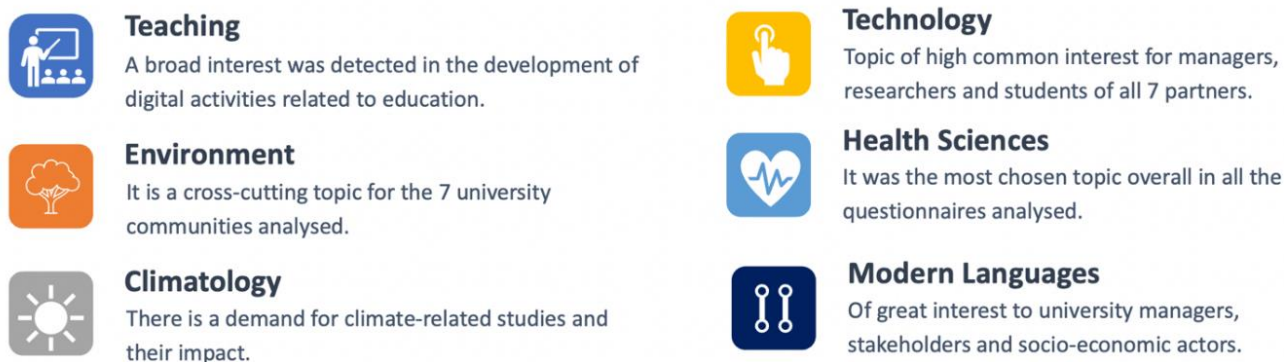 Teaching
A broad interest was detected in the development of
digital activities related to education.
Environment
It is a cross-cutting topic for the 7 university
communities analysed.
Climatology
There is a demand for climate-related studies and
their impact.
Technology
Topic of high common interest for managers,
researchers and students of all 7 partners.
Health Sciences
It was the most chosen topic overall in all the
questionnaires analysed.
Modern Languages
Of great interest to university managers,
stakeholders and socio-economic actors.